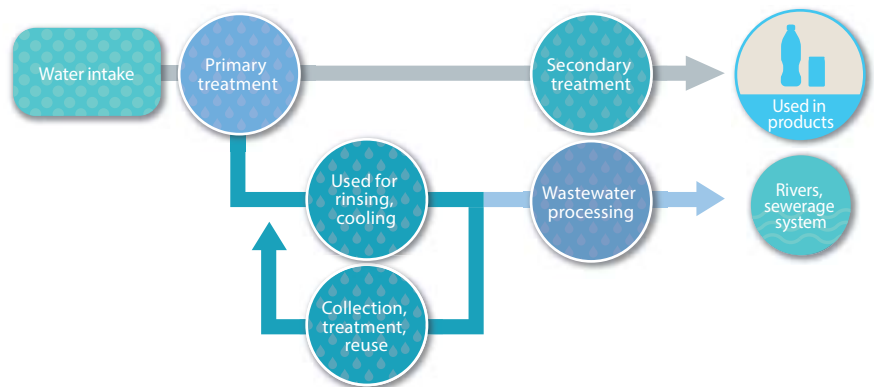 Water intake
Primary
treatment
Secondary
treatment
Used in
products
Used for
rinsing,
cooling
Wastewater
processing
Rivers,
sewerage
system
Collection,
treatment,
reuse